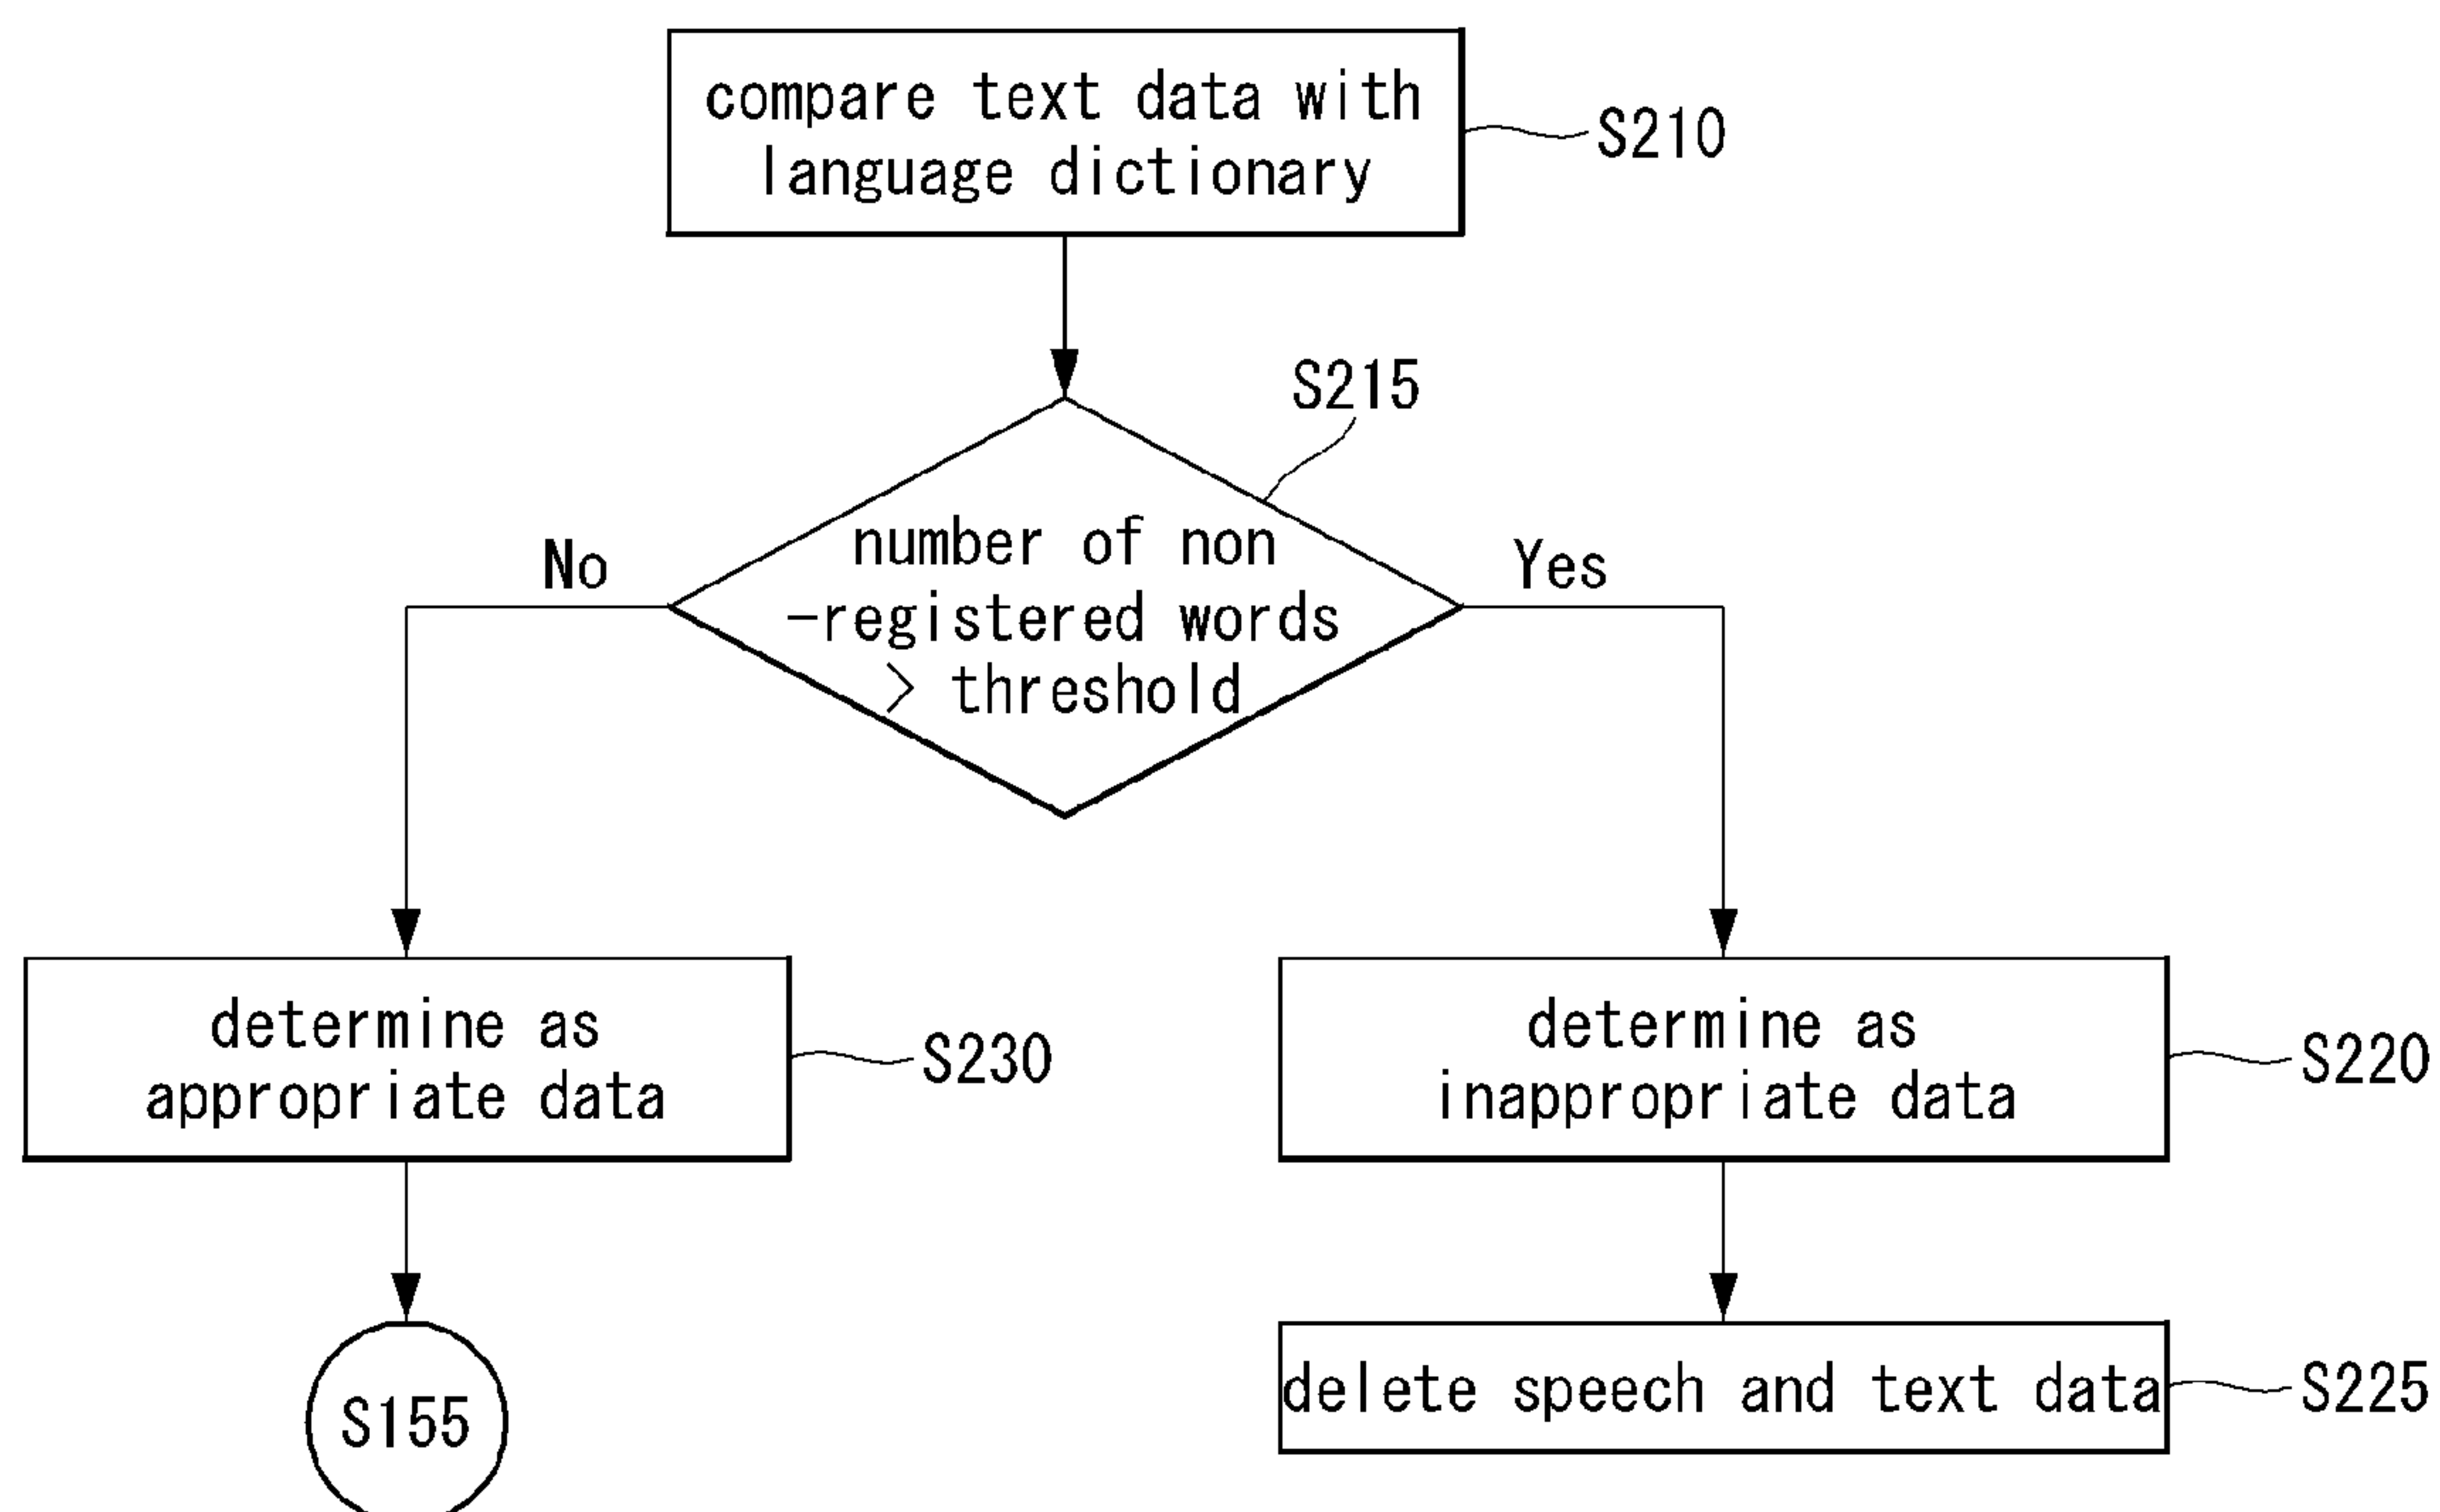 compare text data with
language dictionary
S210
S215
number of non
-registered words
> threshold
No
Yes
determine as
appropriate data
S230
determine as
inappropriate data
S220
S155
delete speech and text data
S225